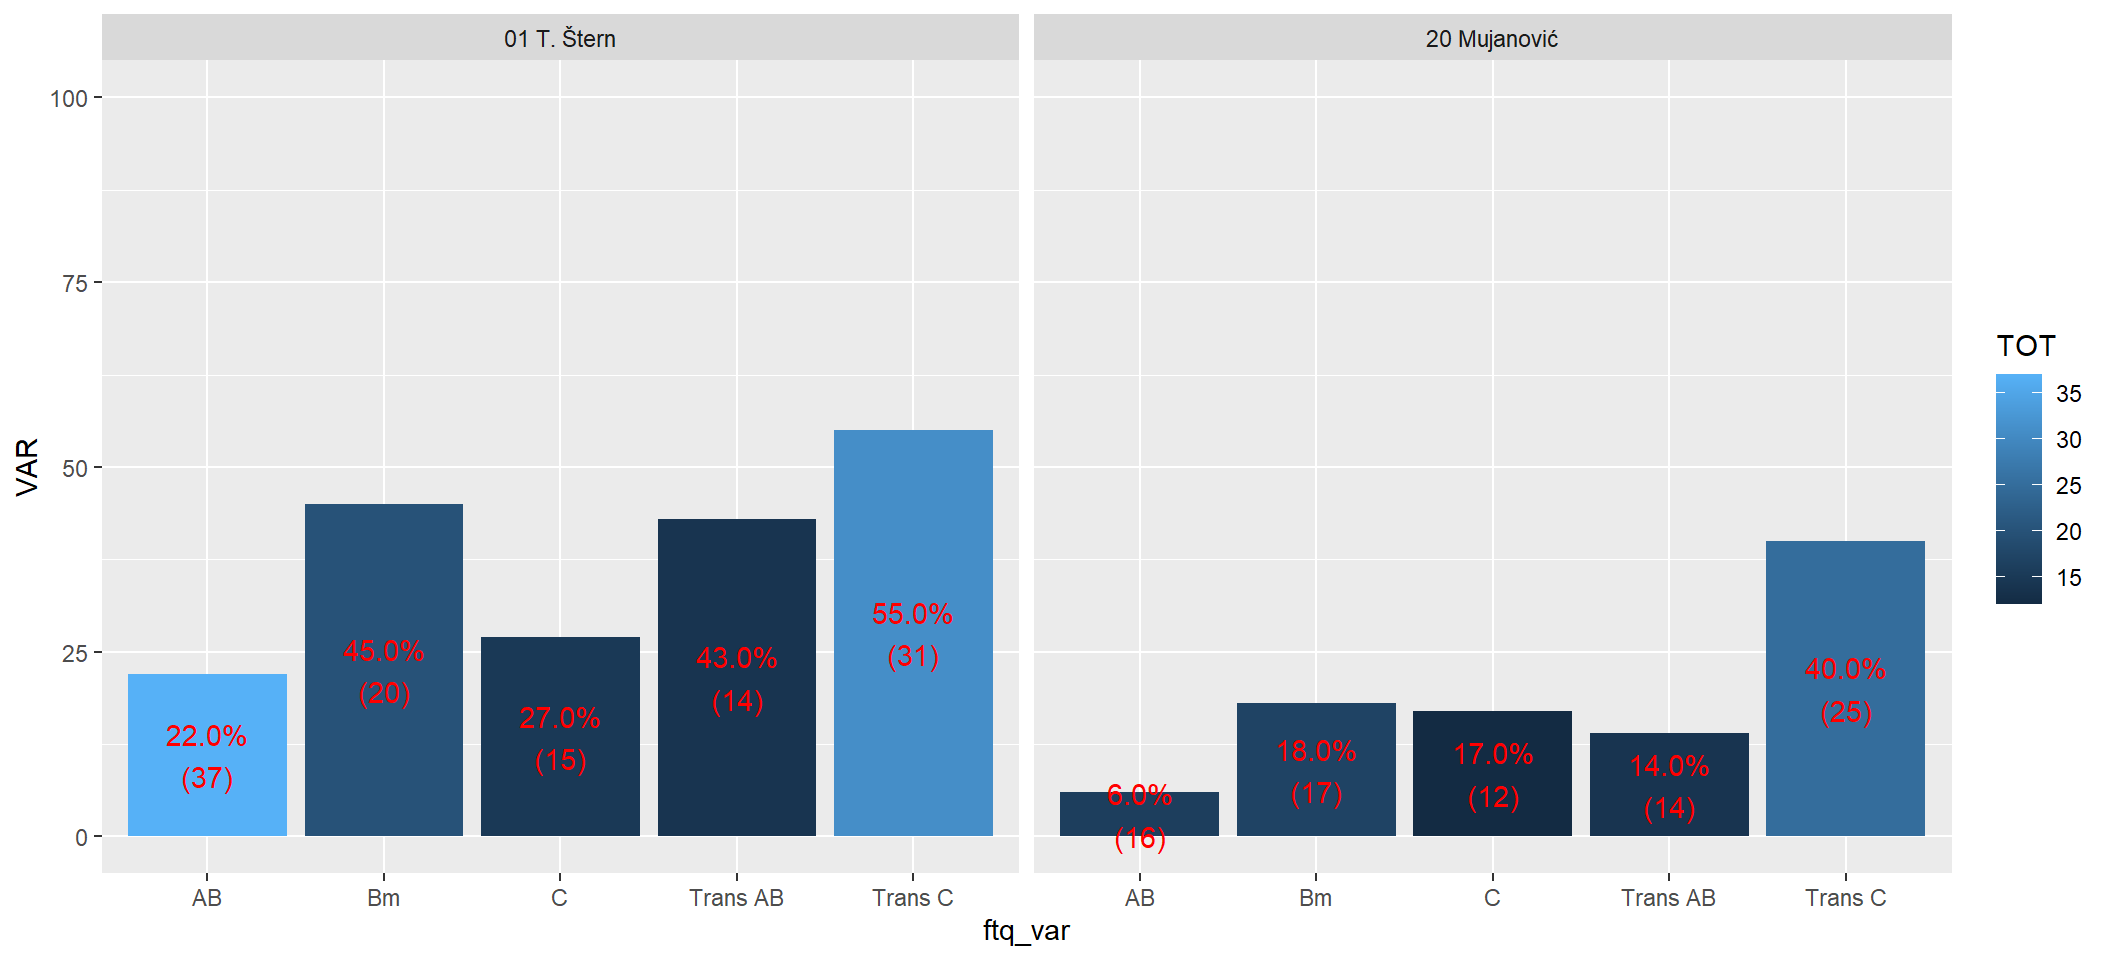 01 T. Štern
20 Mujanović
VAR
100
75
50
25
0
22.0%
(37)
45.0%
(20)
27.0%
(15)
43.0%
(14)
55.0%
(31)
6.0%
(16)
18.0%
(17)
17.0%
(12)
14.0%
(14)
40.0%
(25)
AB
Bm
C
Trans AB
Trans C
AB
Bm
C
Trans AB
Trans C
ftq_var
TOT
35
30
25
20
15